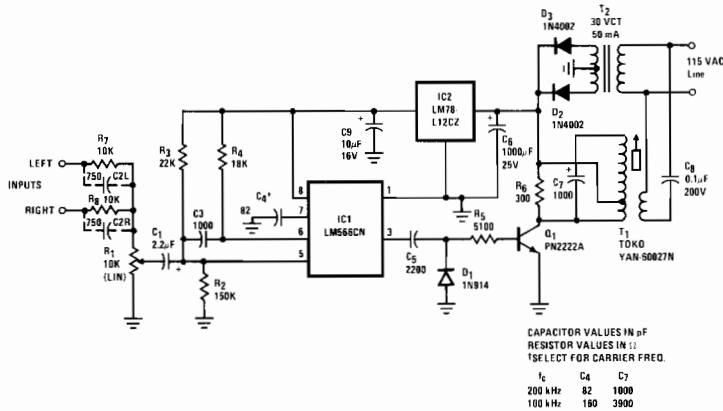 D3
1N4002
T2
30 VCT
50 mA
115 VAC
Line
D2
1N4002
IC2
LM78-
L12CZ
C9
10μF
16V
C6
1000μF
25V
R3
22K
R4
18K
R7
10K
LEFT
750
C2L
INPUTS
R8
10K
RIGHT
750
C2R
R1
10K
(LIN)
C1
2.2μF
C3
1000
C4†
82
R2
150K
8
7
6
5
1
3
IC1
LM566CN
C5
2200
D1
1N914
R5
5100
R6
300
Q1
PN2222A
C7
1000
C8
0.1μF
200V
T1
TOKO
YAN-60027N
CAPACITOR VALUES IN pF
RESISTOR VALUES IN Ω
†SELECT FOR CARRIER FREQ.
fc C4 C7
200 kHz 82 1000
100 kHz 160 3900